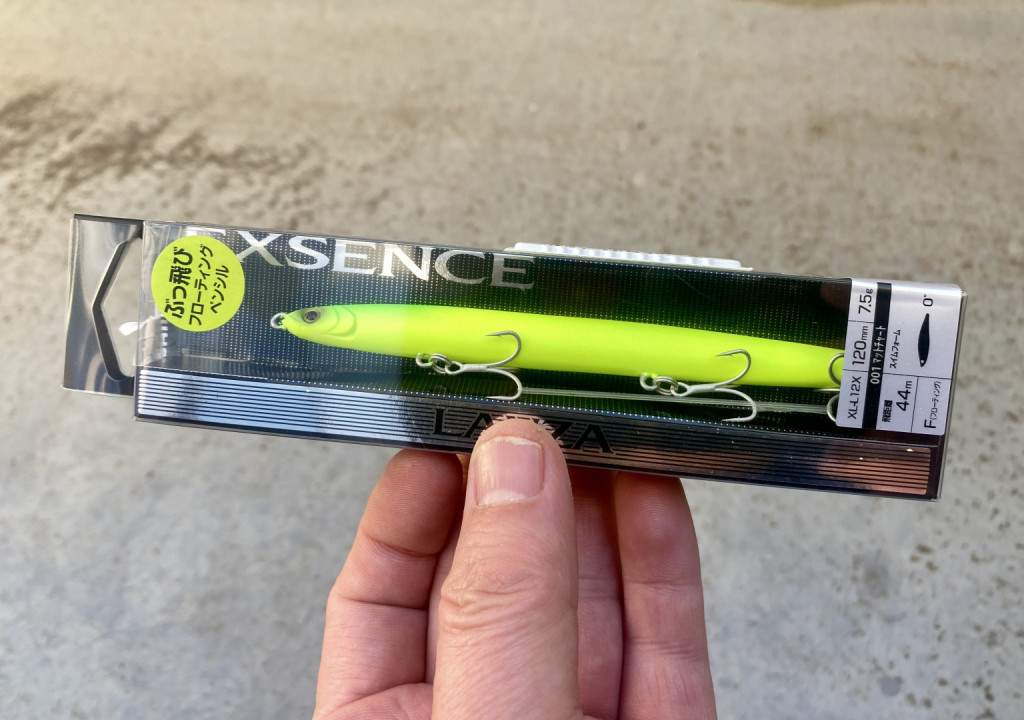 EXSENCE
ぶっ飛び
フローティング
ペンシル
XL-L12X 120mm 7.5g
001 マットチャート
飛距離 スイムフォーム
44m 0°
F(フローティング)